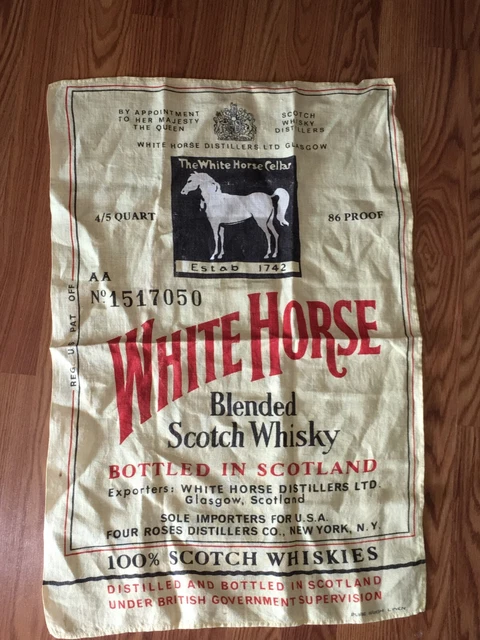 BY APPOINTMENT
TO HER MAJESTY
THE QUEEN
SCOTCH
WHISKY
DISTILLERS
WHITE HORSE DISTILLERS LTD GLASGOW
The White Horse Cellar
4/5 QUART
86 PROOF
Estab 1742
AA
Nº 1517050
REG US PAT OFF
WHITE HORSE
Blended
Scotch Whisky
BOTTLED IN SCOTLAND
Exporters: WHITE HORSE DISTILLERS LTD.
Glasgow, Scotland
SOLE IMPORTERS FOR U.S.A.
FOUR ROSES DISTILLERS CO., NEW YORK, N.Y.
100% SCOTCH WHISKIES
DISTILLED AND BOTTLED IN SCOTLAND
UNDER BRITISH GOVERNMENT SUPERVISION
LINEN